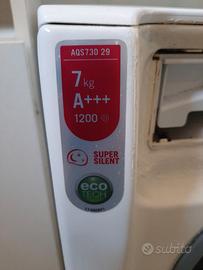 AQS730 29
7kg
A+++
1200
SUPER
SILENT
eco
TECH
subito